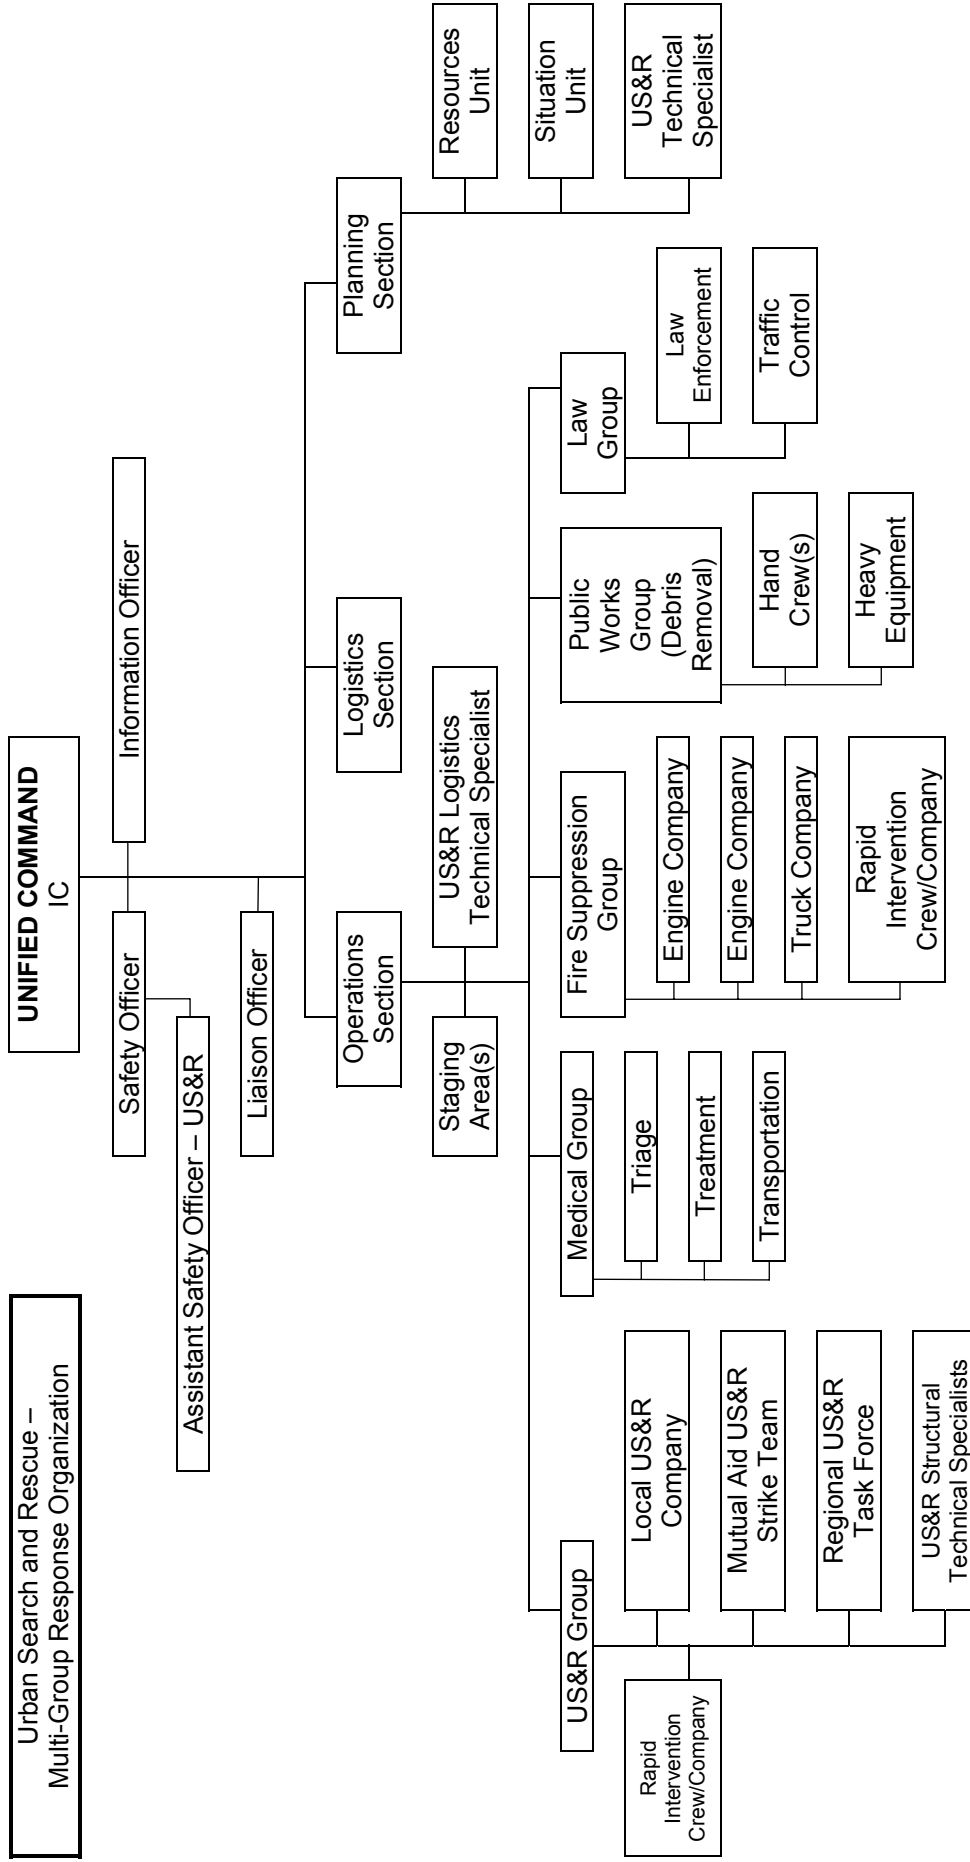 Urban Search and Rescue –
Multi-Group Response Organization
UNIFIED COMMAND
IC
Safety Officer
Information Officer
Assistant Safety Officer – US&R
Liaison Officer
Operations
Section
Logistics
Section
Planning
Section
Staging
Area(s)
US&R Logistics
Technical Specialist
Resources
Unit
Situation
Unit
US&R
Technical
Specialist
US&R Group
Medical Group
Fire Suppression
Group
Public
Works
Group
(Debris
Removal)
Law
Group
Rapid
Intervention
Crew/Company
Local US&R
Company
Mutual Aid US&R
Strike Team
Regional US&R
Task Force
US&R Structural
Technical Specialists
Triage
Treatment
Transportation
Engine Company
Engine Company
Truck Company
Rapid
Intervention
Crew/Company
Hand
Crew(s)
Heavy
Equipment
Law
Enforcement
Traffic
Control